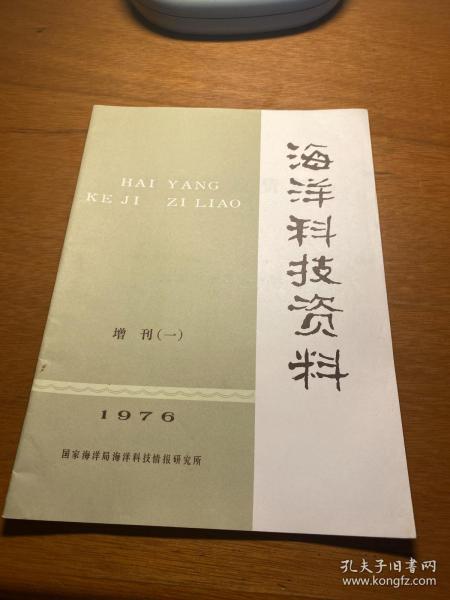 海洋科技资料
HAI YANG
KE JI ZI LIAO
增刊(一)
1976
国家海洋局海洋科技情报研究所
孔夫子旧书网
www.kongfz.com